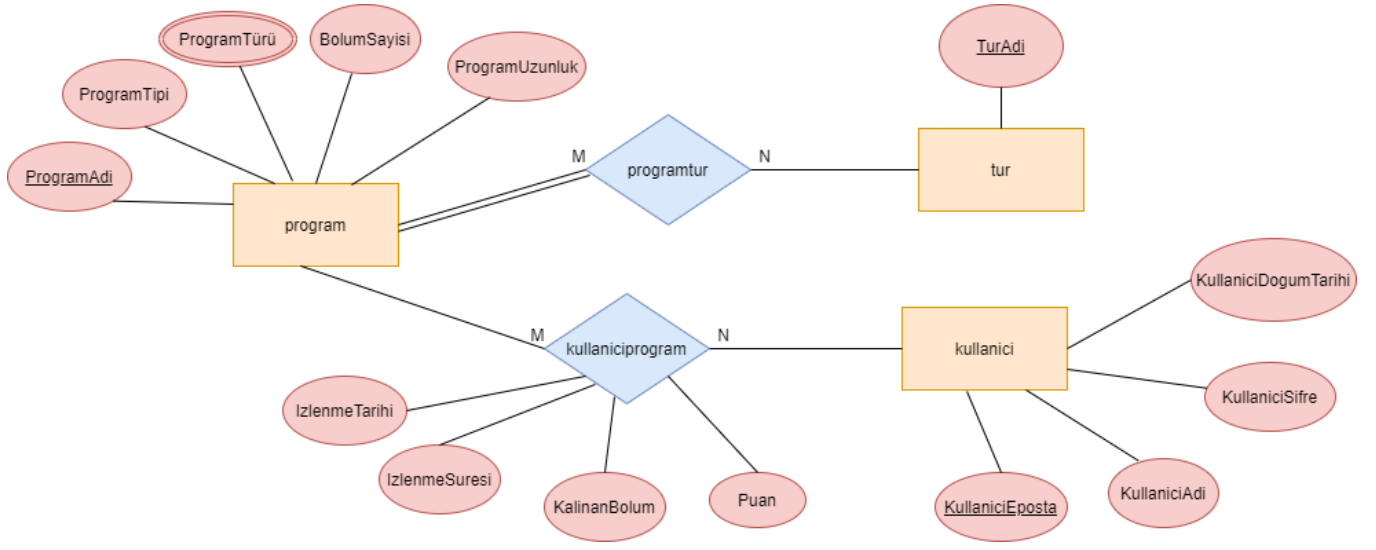 ProgramTürü
BolumSayisi
TurAdi
ProgramUzunluk
ProgramTipi
M
N
programtur
tur
ProgramAdi
program
KullaniciDogumTarihi
M
N
kullaniciprogram
kullanici
KullaniciSifre
IzlenmeTarihi
IzlenmeSuresi
KalinanBolum
Puan
KullaniciEposta
KullaniciAdi